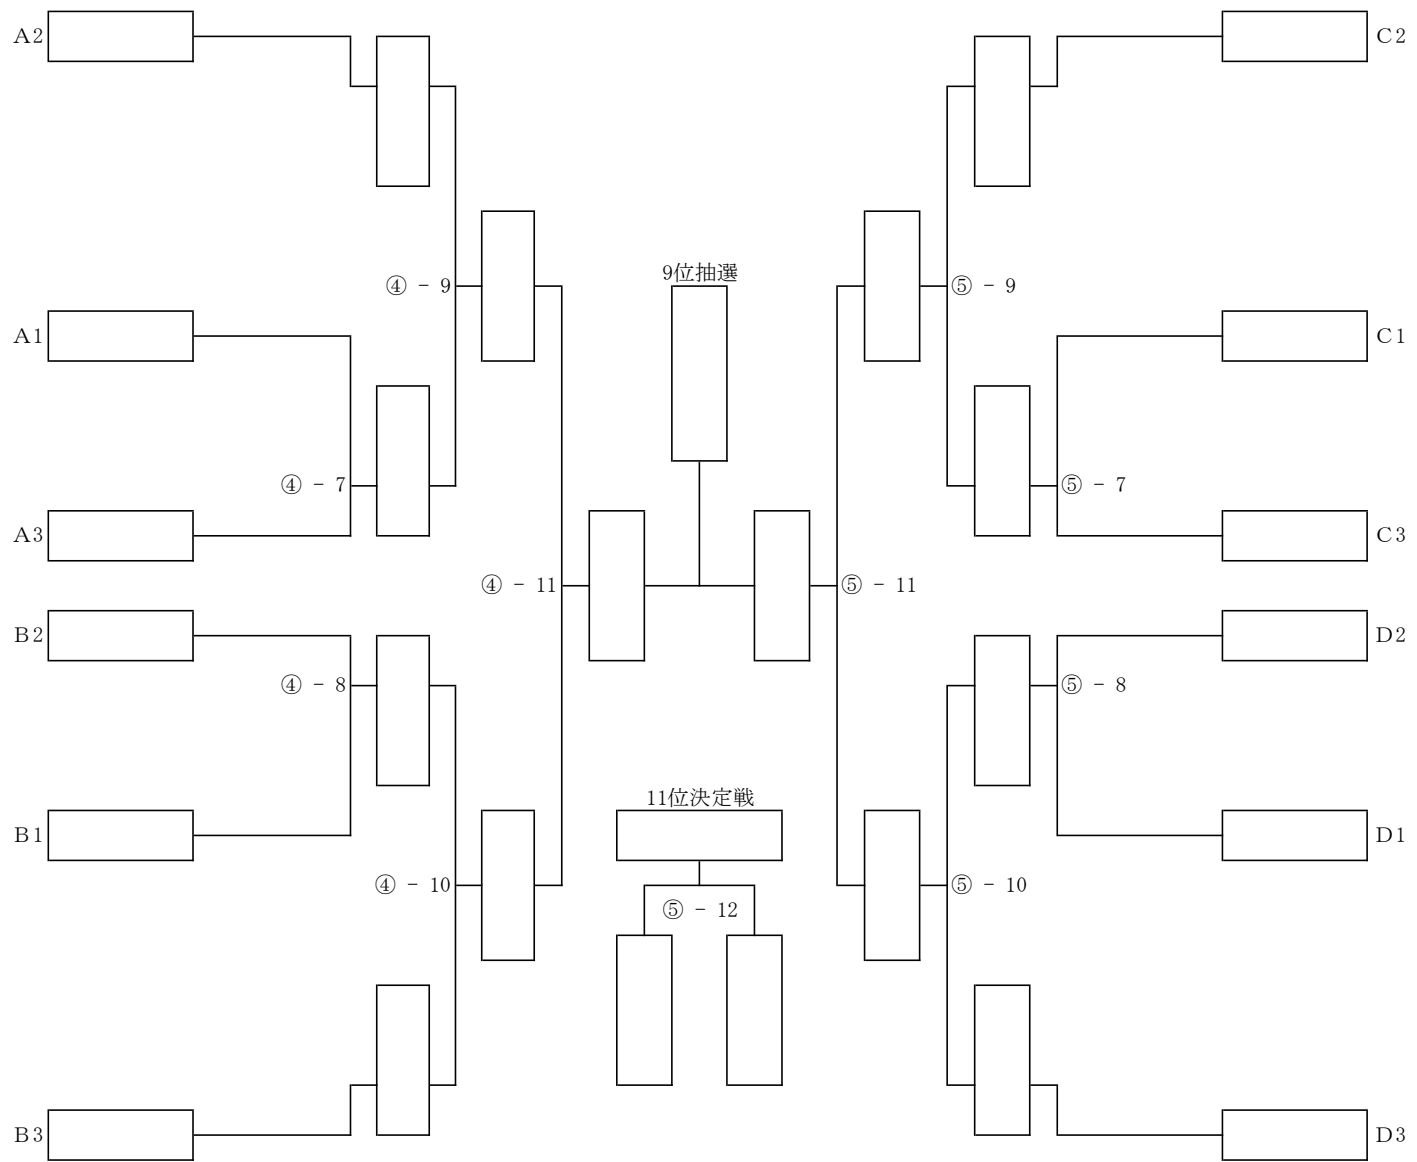 A2
C2
9位抽選
④ - 9
⑤ - 9
A1
C1
④ - 7
⑤ - 7
A3
C3
④ - 11
⑤ - 11
B2
D2
④ - 8
⑤ - 8
11位決定戦
B1
D1
④ - 10
⑤ - 10
⑤ - 12
B3
D3